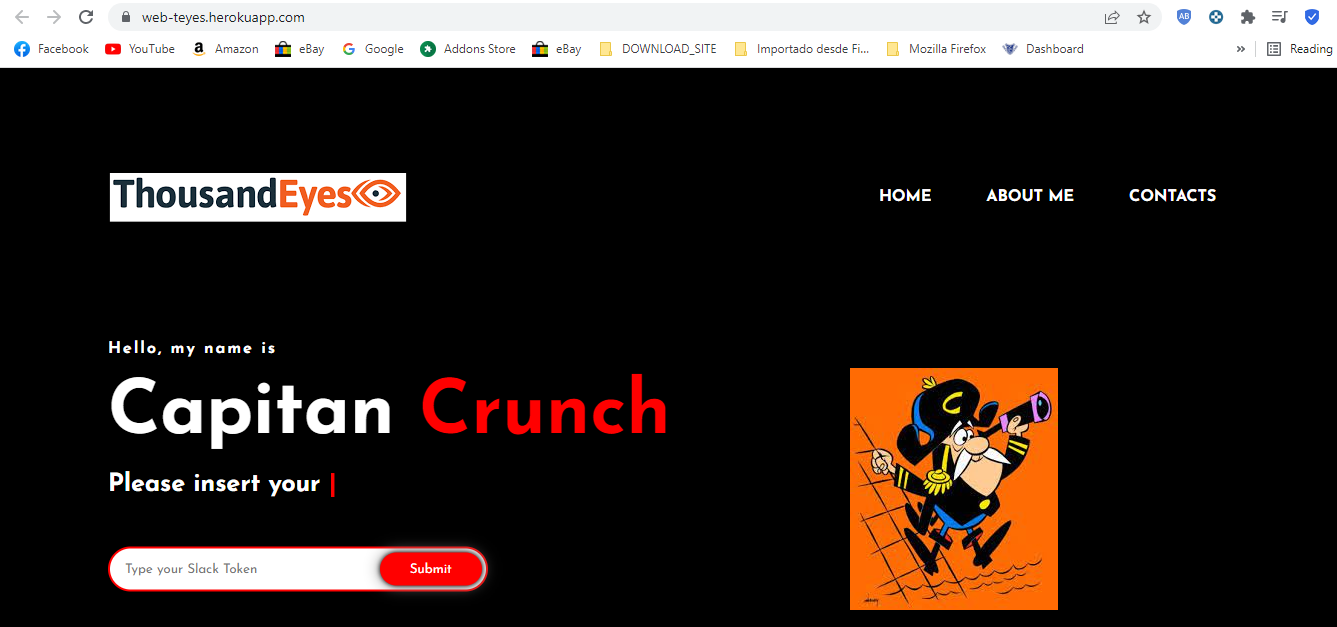 web-teyes.herokuapp.com
AB
Facebook YouTube Amazon eBay Google Addons Store eBay DOWNLOAD_SITE Importado desde Fi... Mozilla Firefox Dashboard » Reading
ThousandEyes
HOME ABOUT ME CONTACTS
Hello, my name is
Capitan Crunch
Please insert your
Type your Slack Token Submit
C